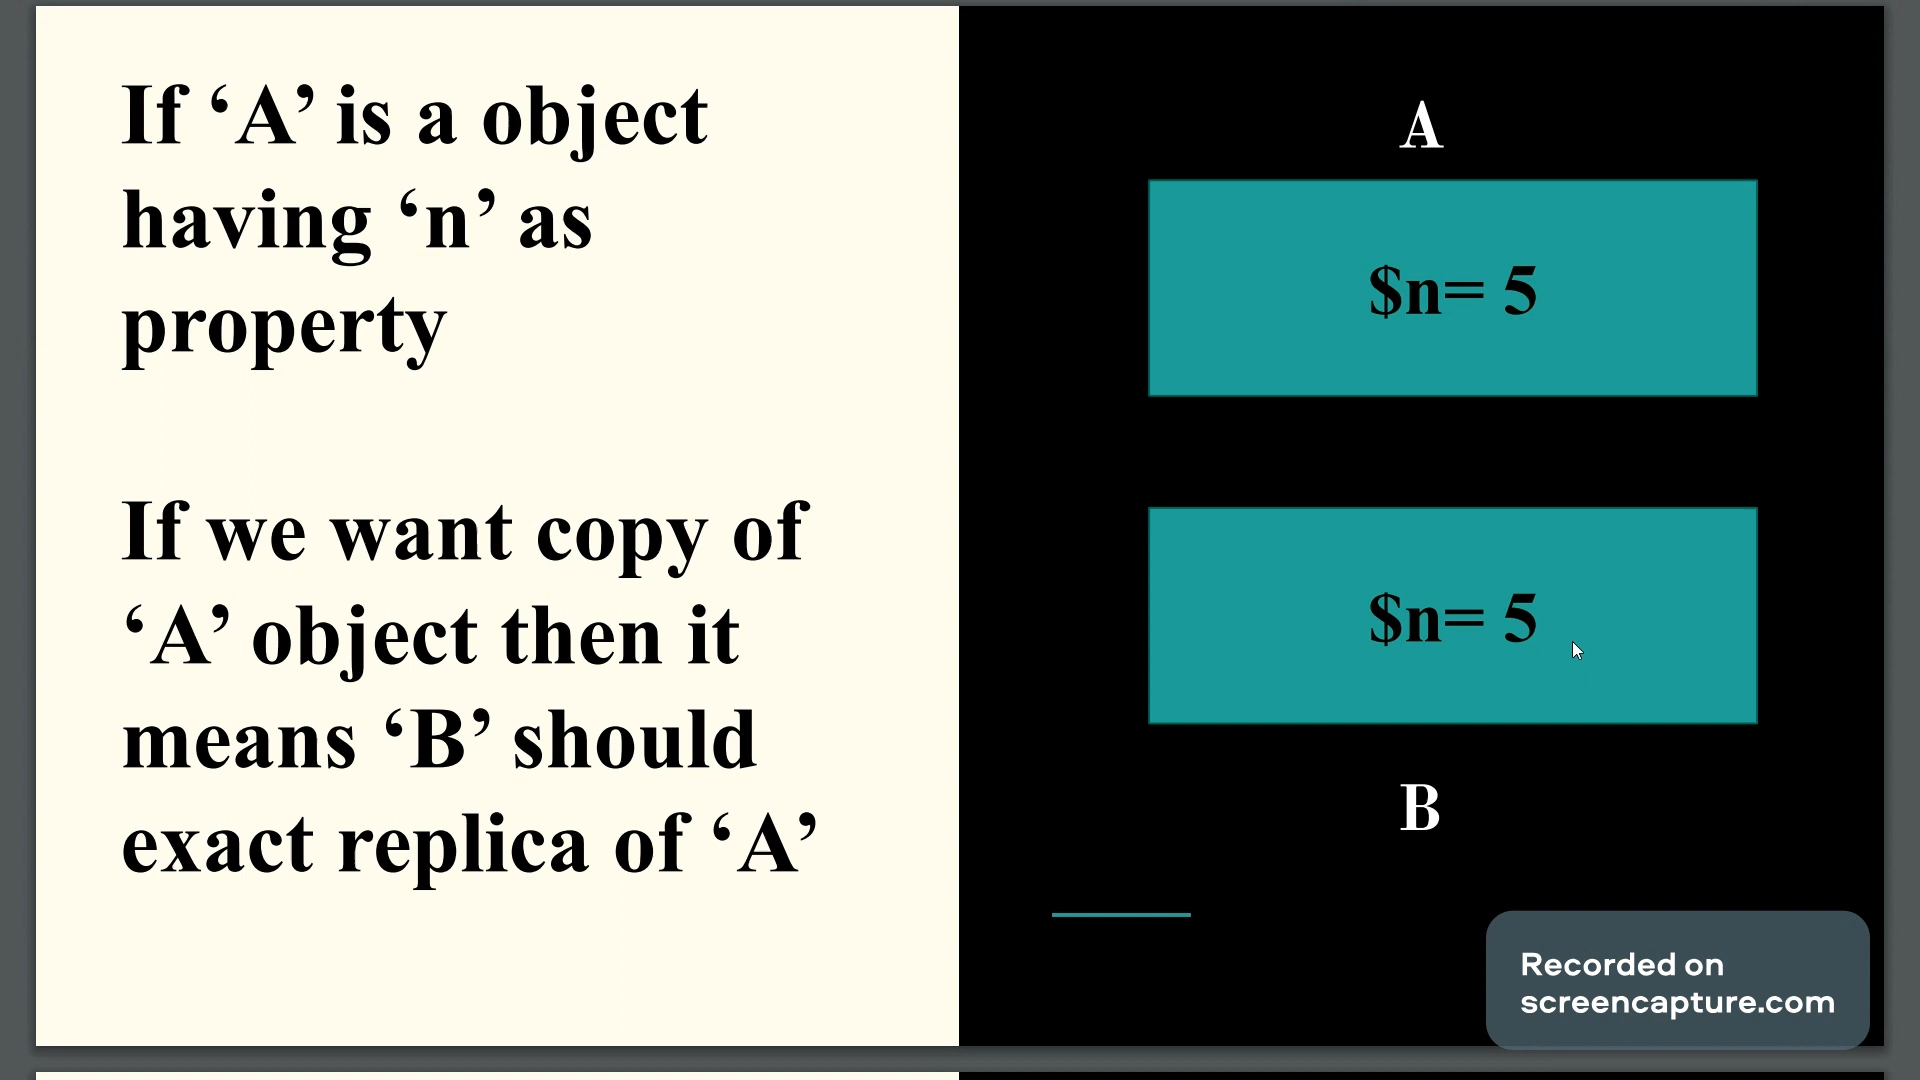 If ‘A’ is a object
having ‘n’ as
property
If we want copy of
‘A’ object then it
means ‘B’ should
exact replica of ‘A’
A
$n= 5
$n= 5
B
Recorded on
screencapture.com